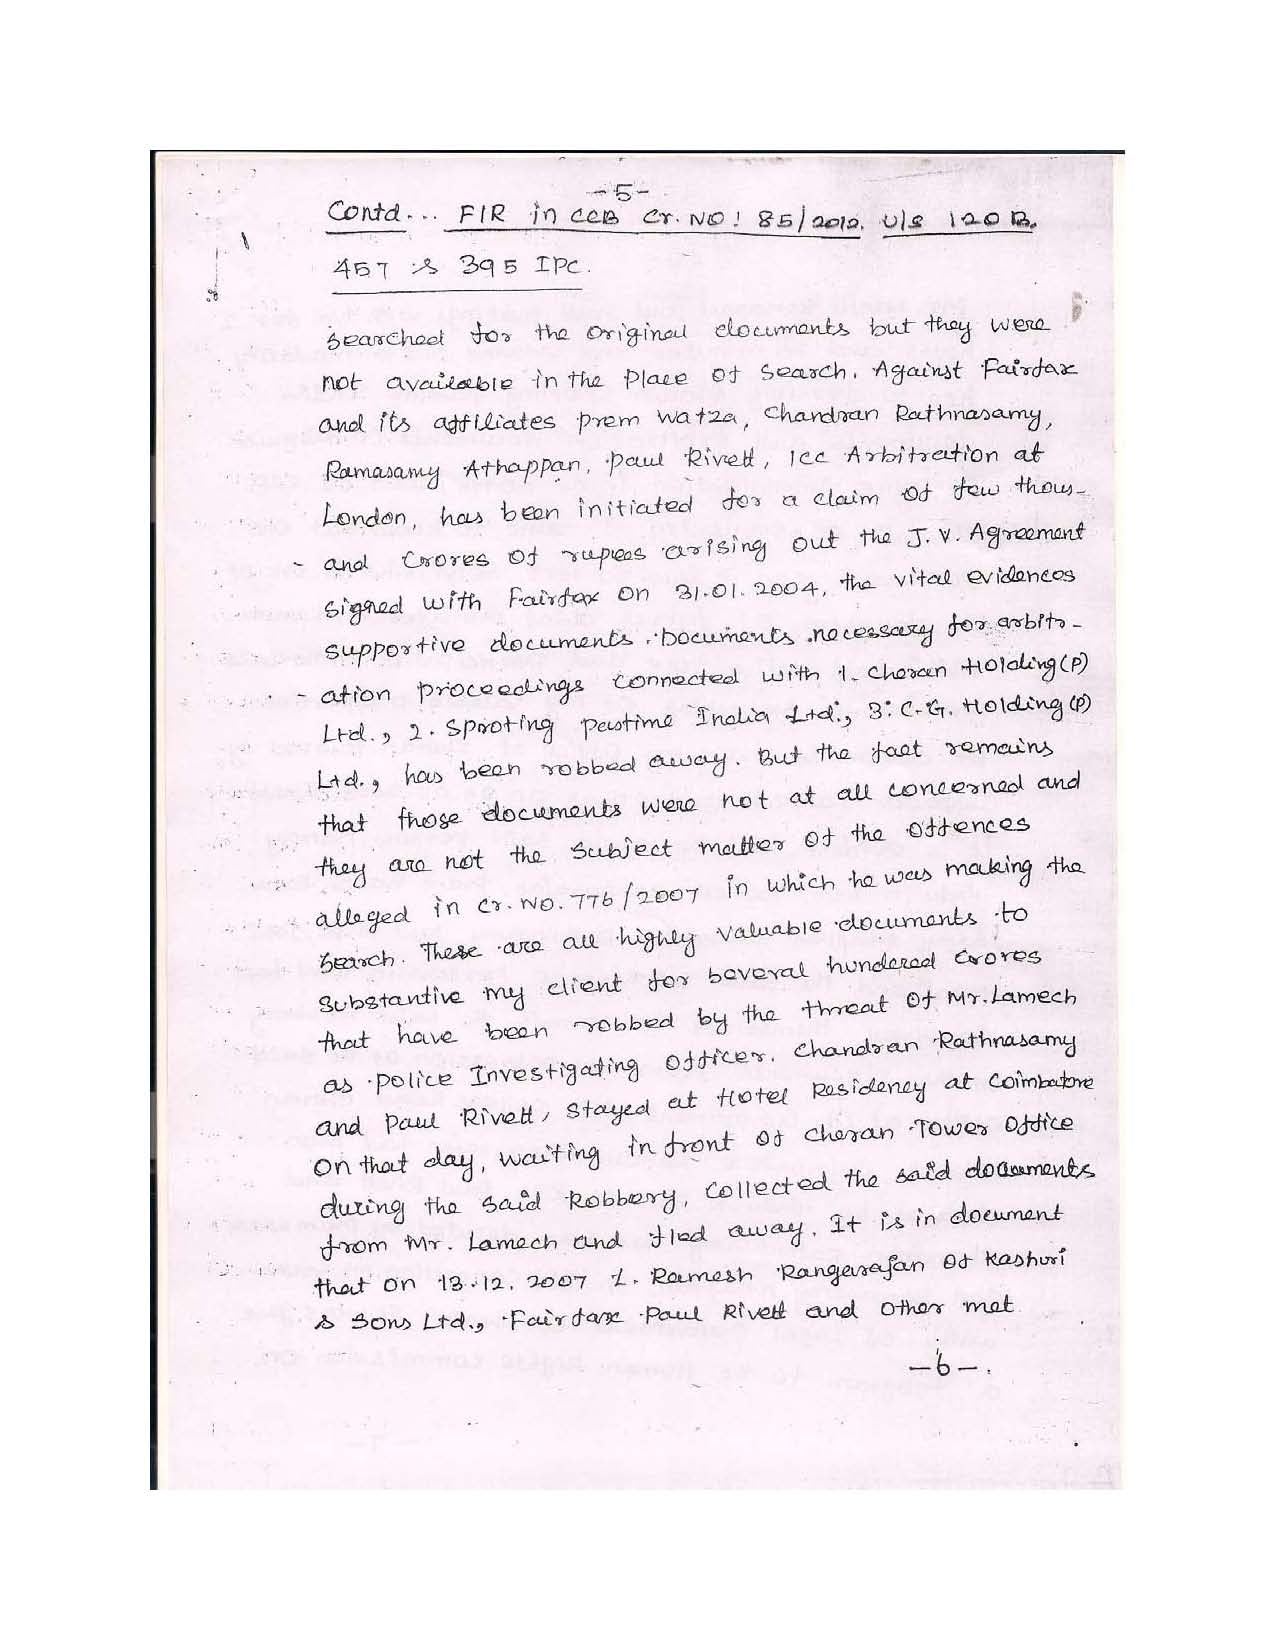 -5-
Contd... FIR in CCB Cr. NO: 85/2012. U/S 120 B.
457 & 395 IPC.
Searched for the original documents but they were
not available in the place of search. Against Fairfax
and its affiliates prem watza, Chandran Rathnasamy,
Ramasamy Athappan, Paul Rivett, ICC Arbitration at
London, has been initiated for a claim of few thous-
- and Crores of rupees arising out the J. V. Agreement
signed with Fairfax on 31.01.2004, the vital evidences
supportive documents. Documents necessary for arbitr-
- ation proceedings connected with 1. Cheran Holding (P)
Ltd., 2. Sproting pastime India Ltd., 3. C.G. Holding (P)
Ltd., has been robbed away. But the fact remains
that those documents were not at all concerned and
they are not the subject matter of the offences
alleged in Cr. NO. 776/2007 in which he was making the
search. These are all highly valuable documents to
substantive my client for several hundered crores
that have been robbed by the threat of Mr. Lamech
as police Investigating officer. Chandran Rathnasamy
and Paul Rivett, stayed at Hotel Residency at Coimbatore
on that day, waiting in front of Cheran Tower office
during the said Robbery, collected the said documents
from Mr. Lamech and fled away. It is in document
that on 13.12.2007 1. Ramesh Rangarajan of Kashuri
& Sons Ltd., Fairfax Paul Rivett and other met
-6-.